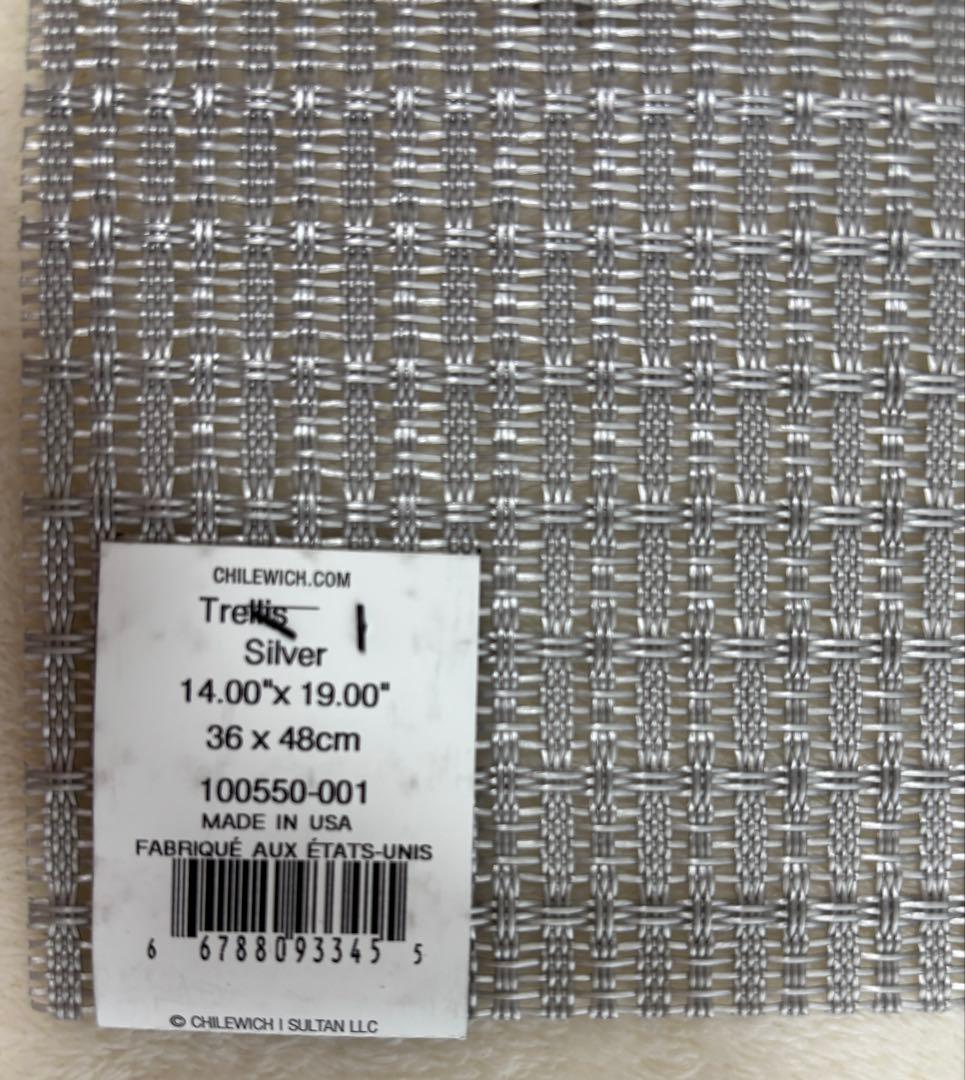 CHILEWICH.COM
Trellis
Silver
14.00"x 19.00"
36 x 48cm
100550-001
MADE IN USA
FABRIQUÉ AUX ÉTATS-UNIS
6 67880 93345 5
© CHILEWICH | SULTAN LLC